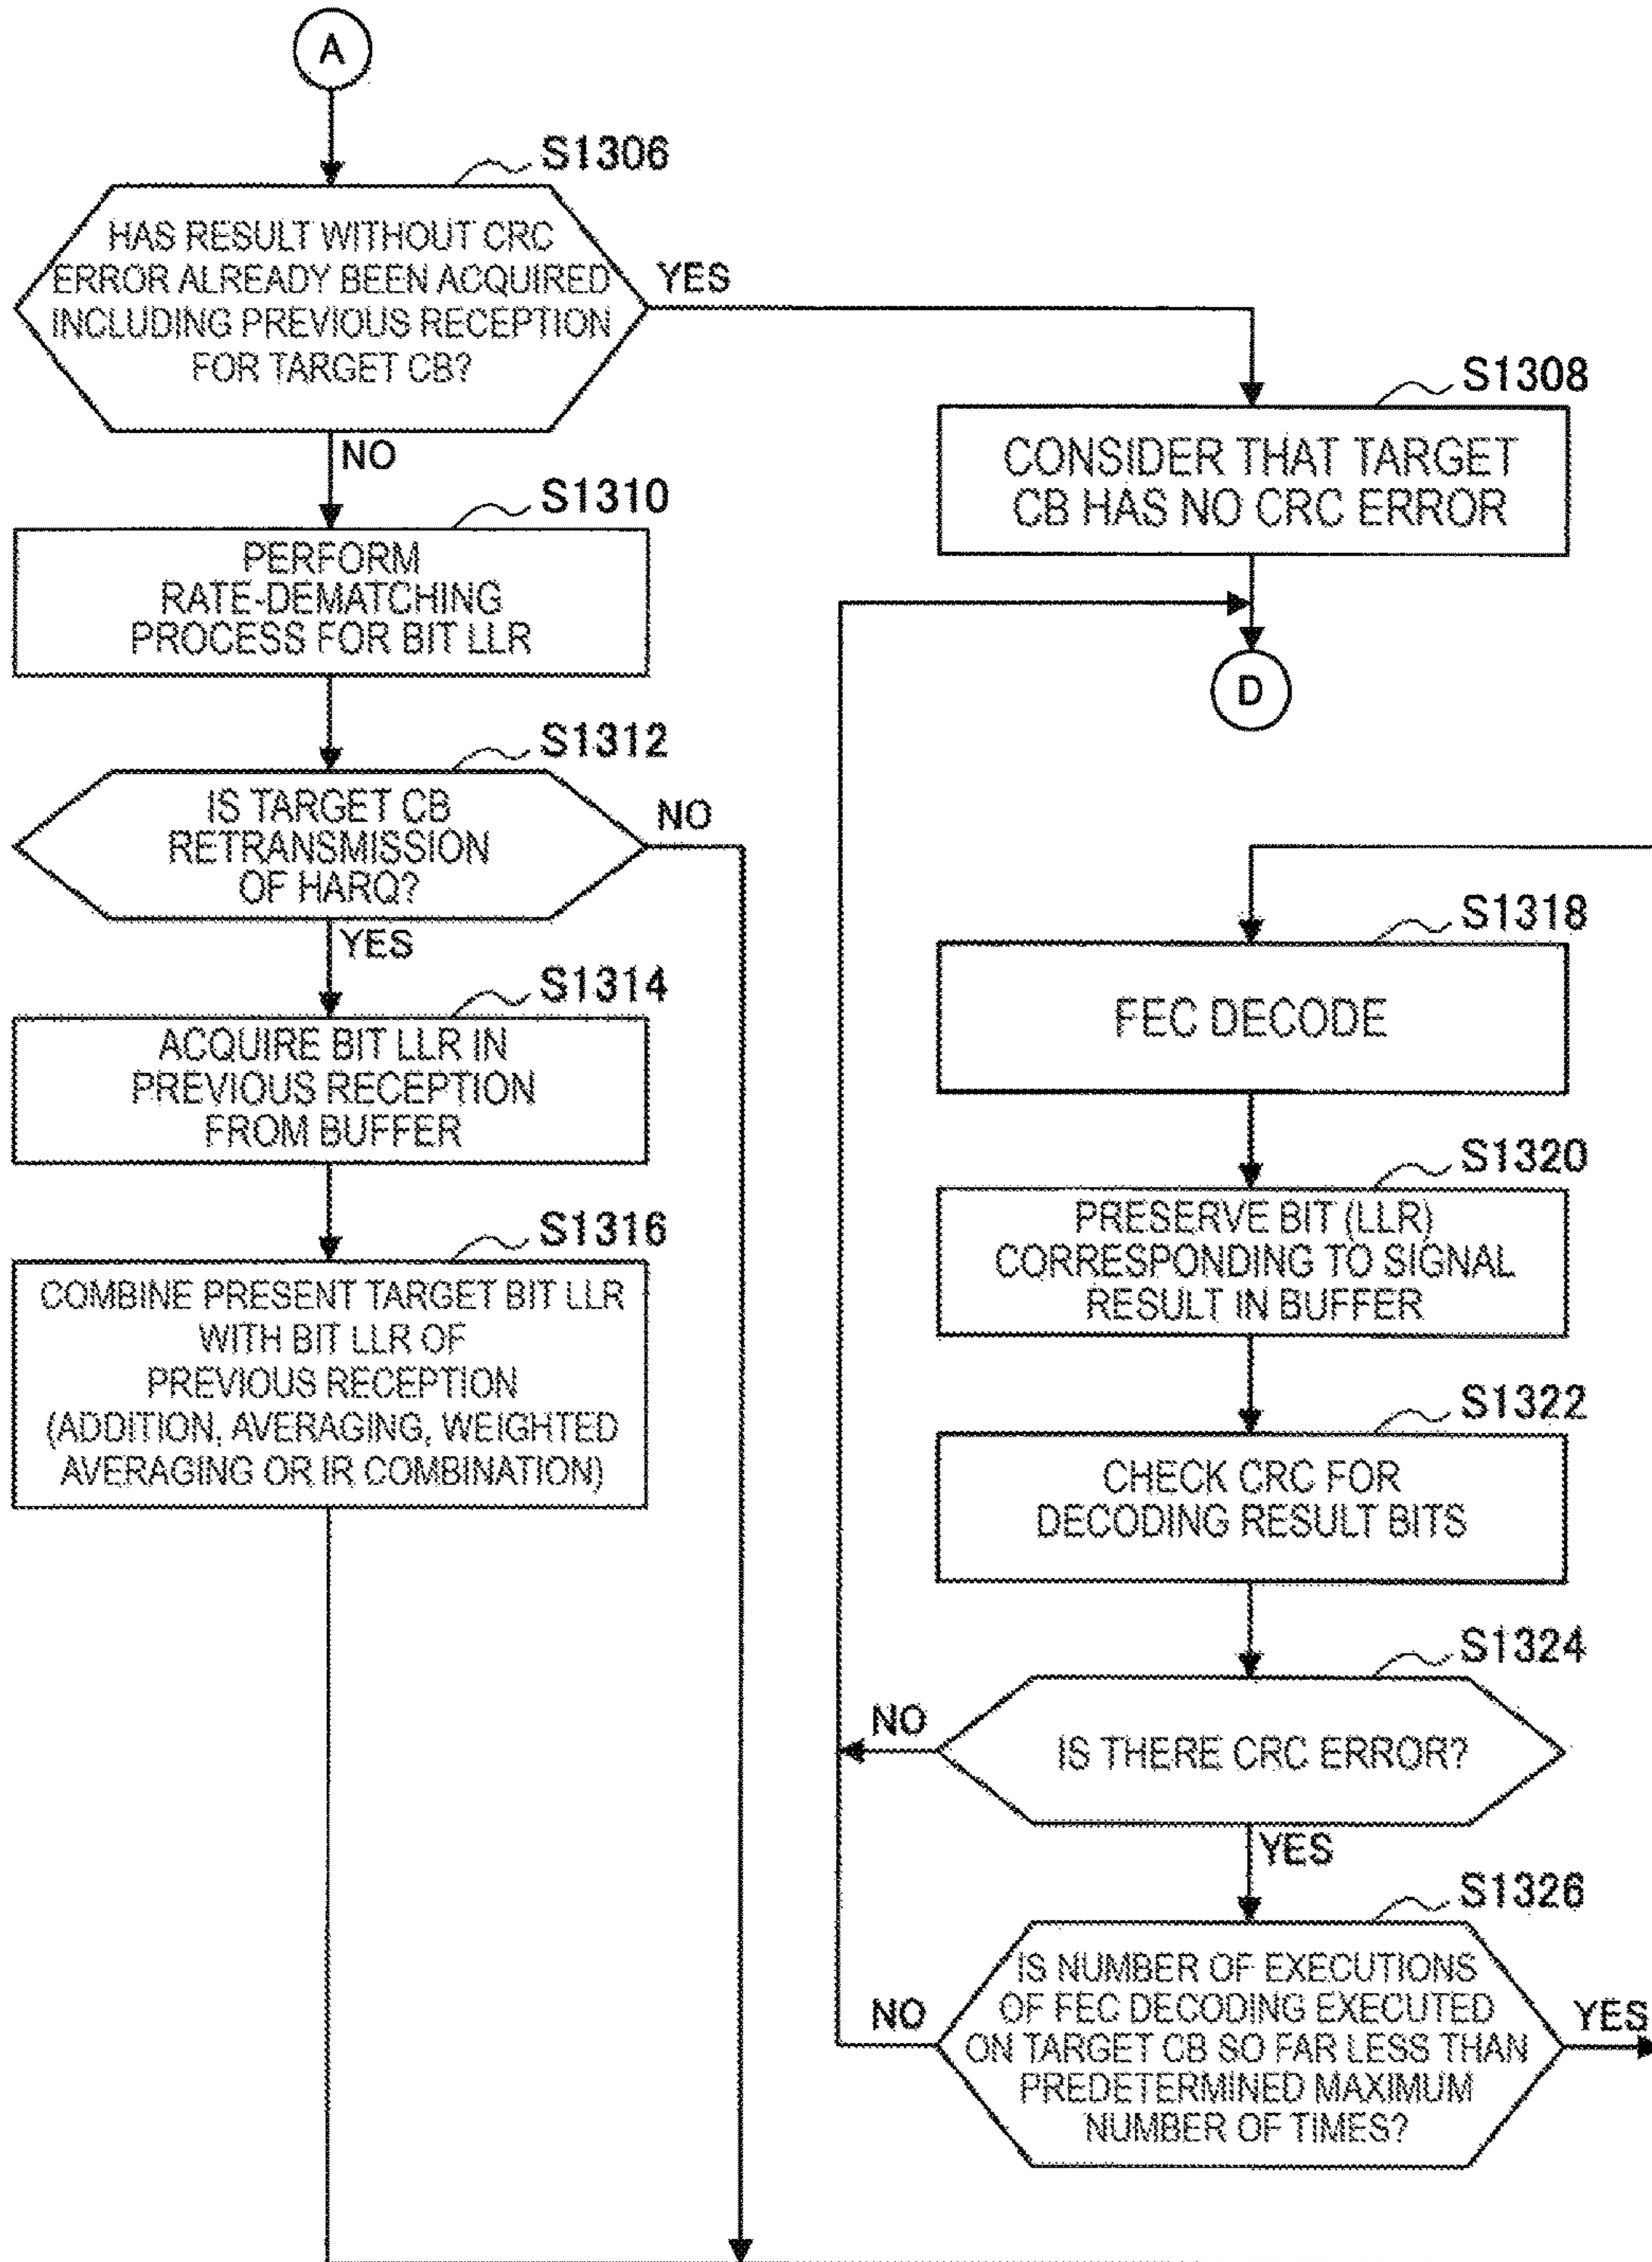 A
S1306
HAS RESULT WITHOUT CRC
ERROR ALREADY BEEN ACQUIRED
INCLUDING PREVIOUS RECEPTION
FOR TARGET CB?
YES
NO
S1308
CONSIDER THAT TARGET
CB HAS NO CRC ERROR
D
S1310
PERFORM
RATE-DEMATCHING
PROCESS FOR BIT LLR
S1312
IS TARGET CB
RETRANSMISSION
OF HARQ?
NO
YES
S1314
ACQUIRE BIT LLR IN
PREVIOUS RECEPTION
FROM BUFFER
S1316
COMBINE PRESENT TARGET BIT LLR
WITH BIT LLR OF
PREVIOUS RECEPTION
(ADDITION, AVERAGING, WEIGHTED
AVERAGING OR IR COMBINATION)
S1318
FEC DECODE
S1320
PRESERVE BIT (LLR)
CORRESPONDING TO SIGNAL
RESULT IN BUFFER
S1322
CHECK CRC FOR
DECODING RESULT BITS
S1324
IS THERE CRC ERROR?
NO
YES
S1326
IS NUMBER OF EXECUTIONS
OF FEC DECODING EXECUTED
ON TARGET CB SO FAR LESS THAN
PREDETERMINED MAXIMUM
NUMBER OF TIMES?
NO
YES